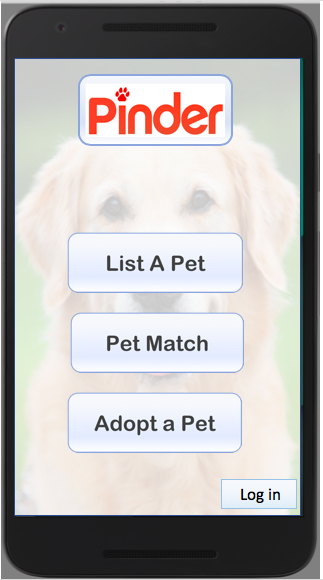 Pinder
List A Pet
Pet Match
Adopt a Pet
Log in